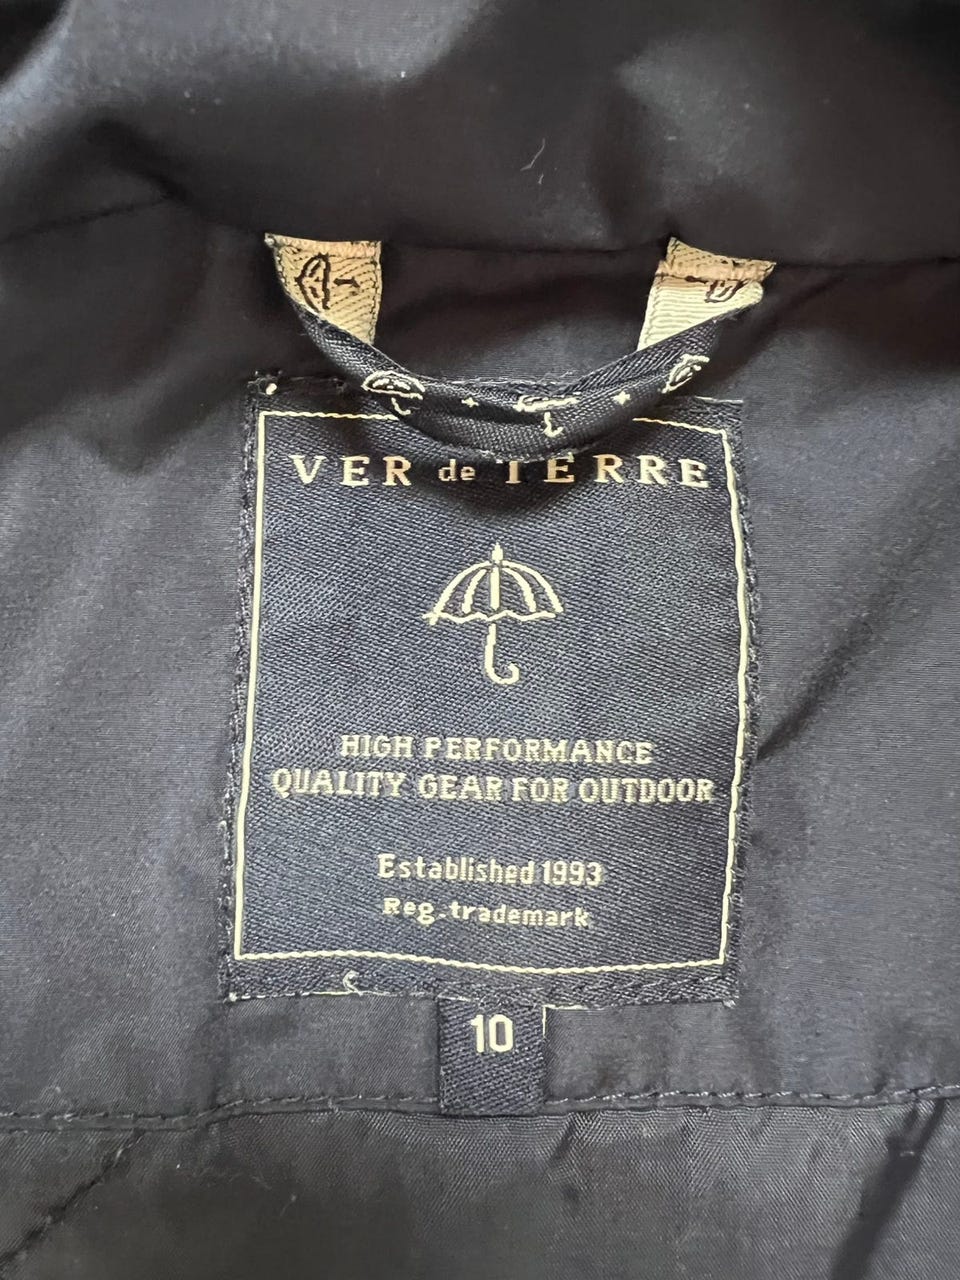 VER de TERRE
HIGH PERFORMANCE
QUALITY GEAR FOR OUTDOOR
Established 1993
Reg. trademark
10